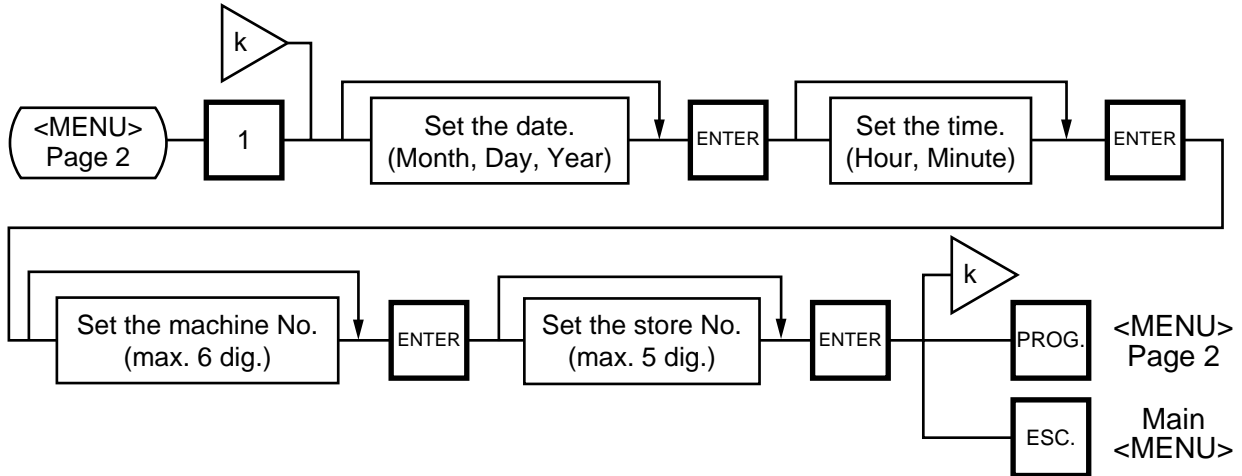 k
<MENU>
Page 2
1
Set the date.
(Month, Day, Year)
ENTER
Set the time.
(Hour, Minute)
ENTER
Set the machine No.
(max. 6 dig.)
ENTER
Set the store No.
(max. 5 dig.)
ENTER
k
PROG.
<MENU>
Page 2
ESC.
Main
<MENU>